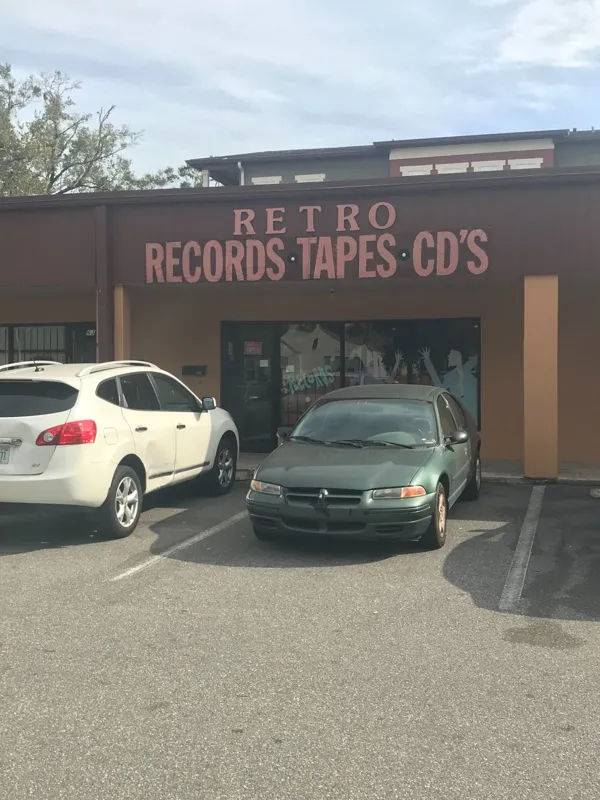 RETRO
RECORDS • TAPES • CD'S